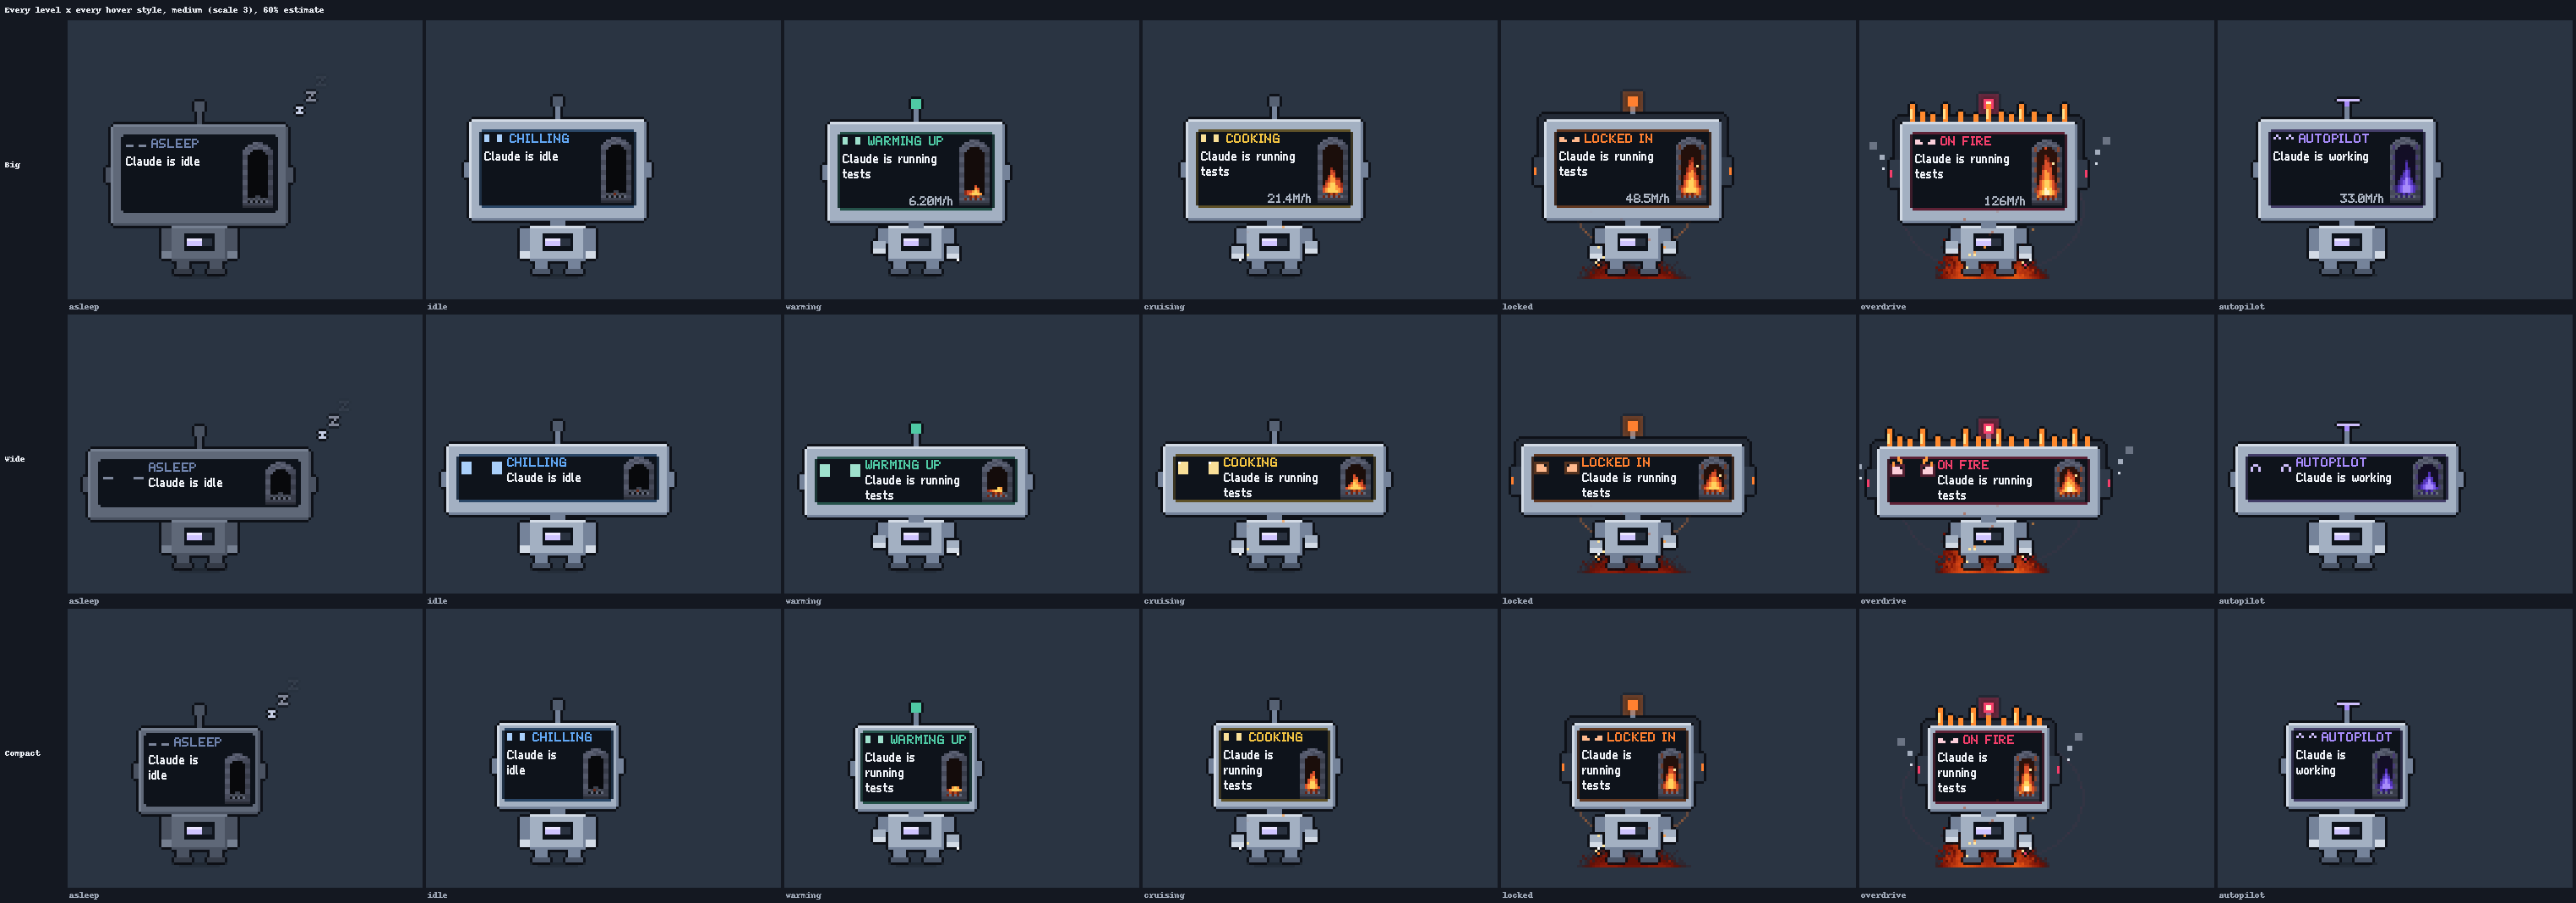 Every level x every hover style, medium (scale 3), 60% estimate
Big
ASLEEP
Claude is idle
Z
Z
Z
asleep
CHILLING
Claude is idle
idle
WARMING UP
Claude is running
tests
6.20M/h
warming
COOKING
Claude is running
tests
21.4M/h
cruising
LOCKED IN
Claude is running
tests
48.5M/h
locked
ON FIRE
Claude is running
tests
126M/h
overdrive
AUTOPILOT
Claude is working
33.0M/h
autopilot
Wide
ASLEEP
Claude is idle
Z
Z
Z
asleep
CHILLING
Claude is idle
idle
WARMING UP
Claude is running
tests
warming
COOKING
Claude is running
tests
cruising
LOCKED IN
Claude is running
tests
locked
ON FIRE
Claude is running
tests
overdrive
AUTOPILOT
Claude is working
autopilot
Compact
ASLEEP
Claude is
idle
Z
Z
Z
asleep
CHILLING
Claude is
idle
idle
WARMING UP
Claude is
running
tests
warming
COOKING
Claude is
running
tests
cruising
LOCKED IN
Claude is
running
tests
locked
ON FIRE
Claude is
running
tests
overdrive
AUTOPILOT
Claude is
working
autopilot